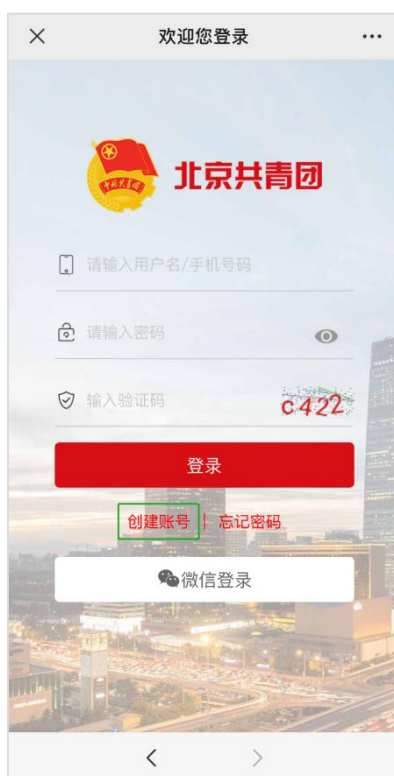 欢迎您登录
北京共青团
请输入用户名/手机号码
请输入密码
输入验证码 c422
登录
创建账号 | 忘记密码
微信登录